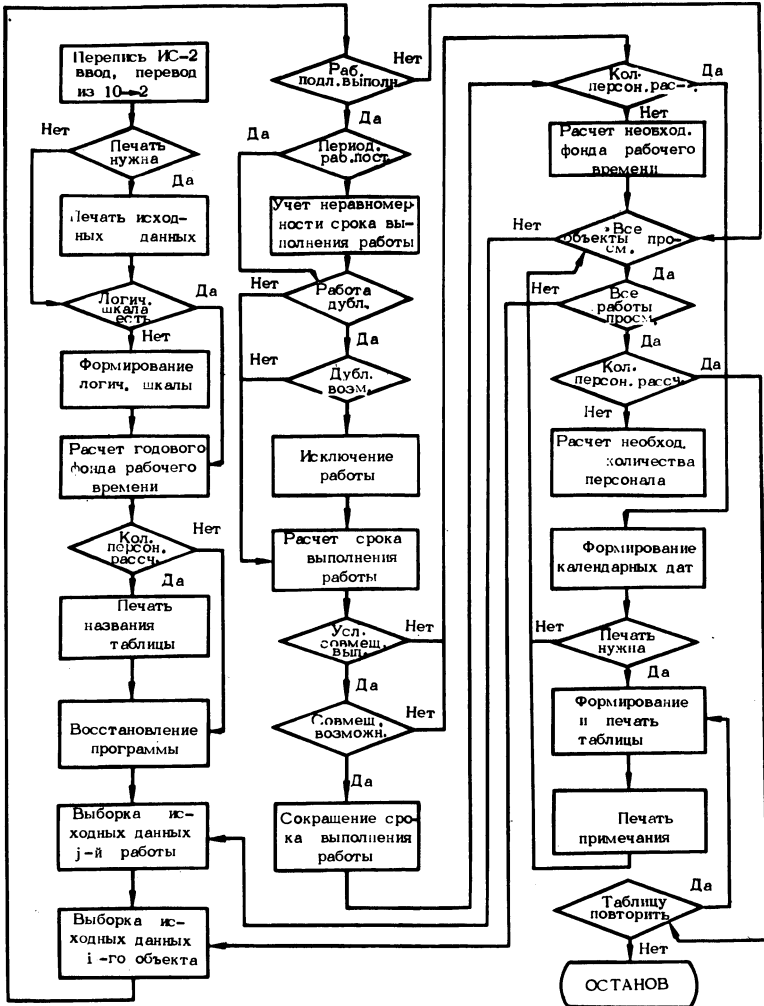 Перепись ИС-2
ввод, перевод
из 10→2
Нет
Печать
нужна
Да
Печать исход-
ных данных
Логич.
шкала
есть
Да
Нет
Формирование
логич. шкалы
Расчет годового
фонда рабочего
времени
Кол.
персон.
рассч.
Нет
Да
Печать
названия
таблицы
Восстановление
программы
Выборка ис-
ходных данных
j-й работы
Выборка ис-
ходных данных
i-го объекта
Раб.
подл.выполн
Нет
Да
Да
Период.
раб.пост.
Да
Учет неравномер-
ности срока вы-
полнения работы
Нет
Работа
дубл.
Да
Нет
Дубл.
возм.
Да
Исключение
работы
Расчет срока
выполнения
работы
Усл.
совмещ.
вып.
Нет
Да
Совмещ.
возможн.
Нет
Да
Сокращение сро-
ка выполнения
работы
Кол.
персон.рас-
Да
Нет
Расчет необход.
фонда рабочего
времени
Нет
Все
объекты про-
см.
Да
Нет
Все
работы
просм.
Да
Кол.
персон.рассч.
Да
Нет
Расчет необход.
количества
персонала
Формирование
календарных дат
Нет
Печать
нужна
Да
Формирование
и печать
таблицы
Печать
примечания
Таблицу
повторить
Да
Нет
ОСТАНОВ